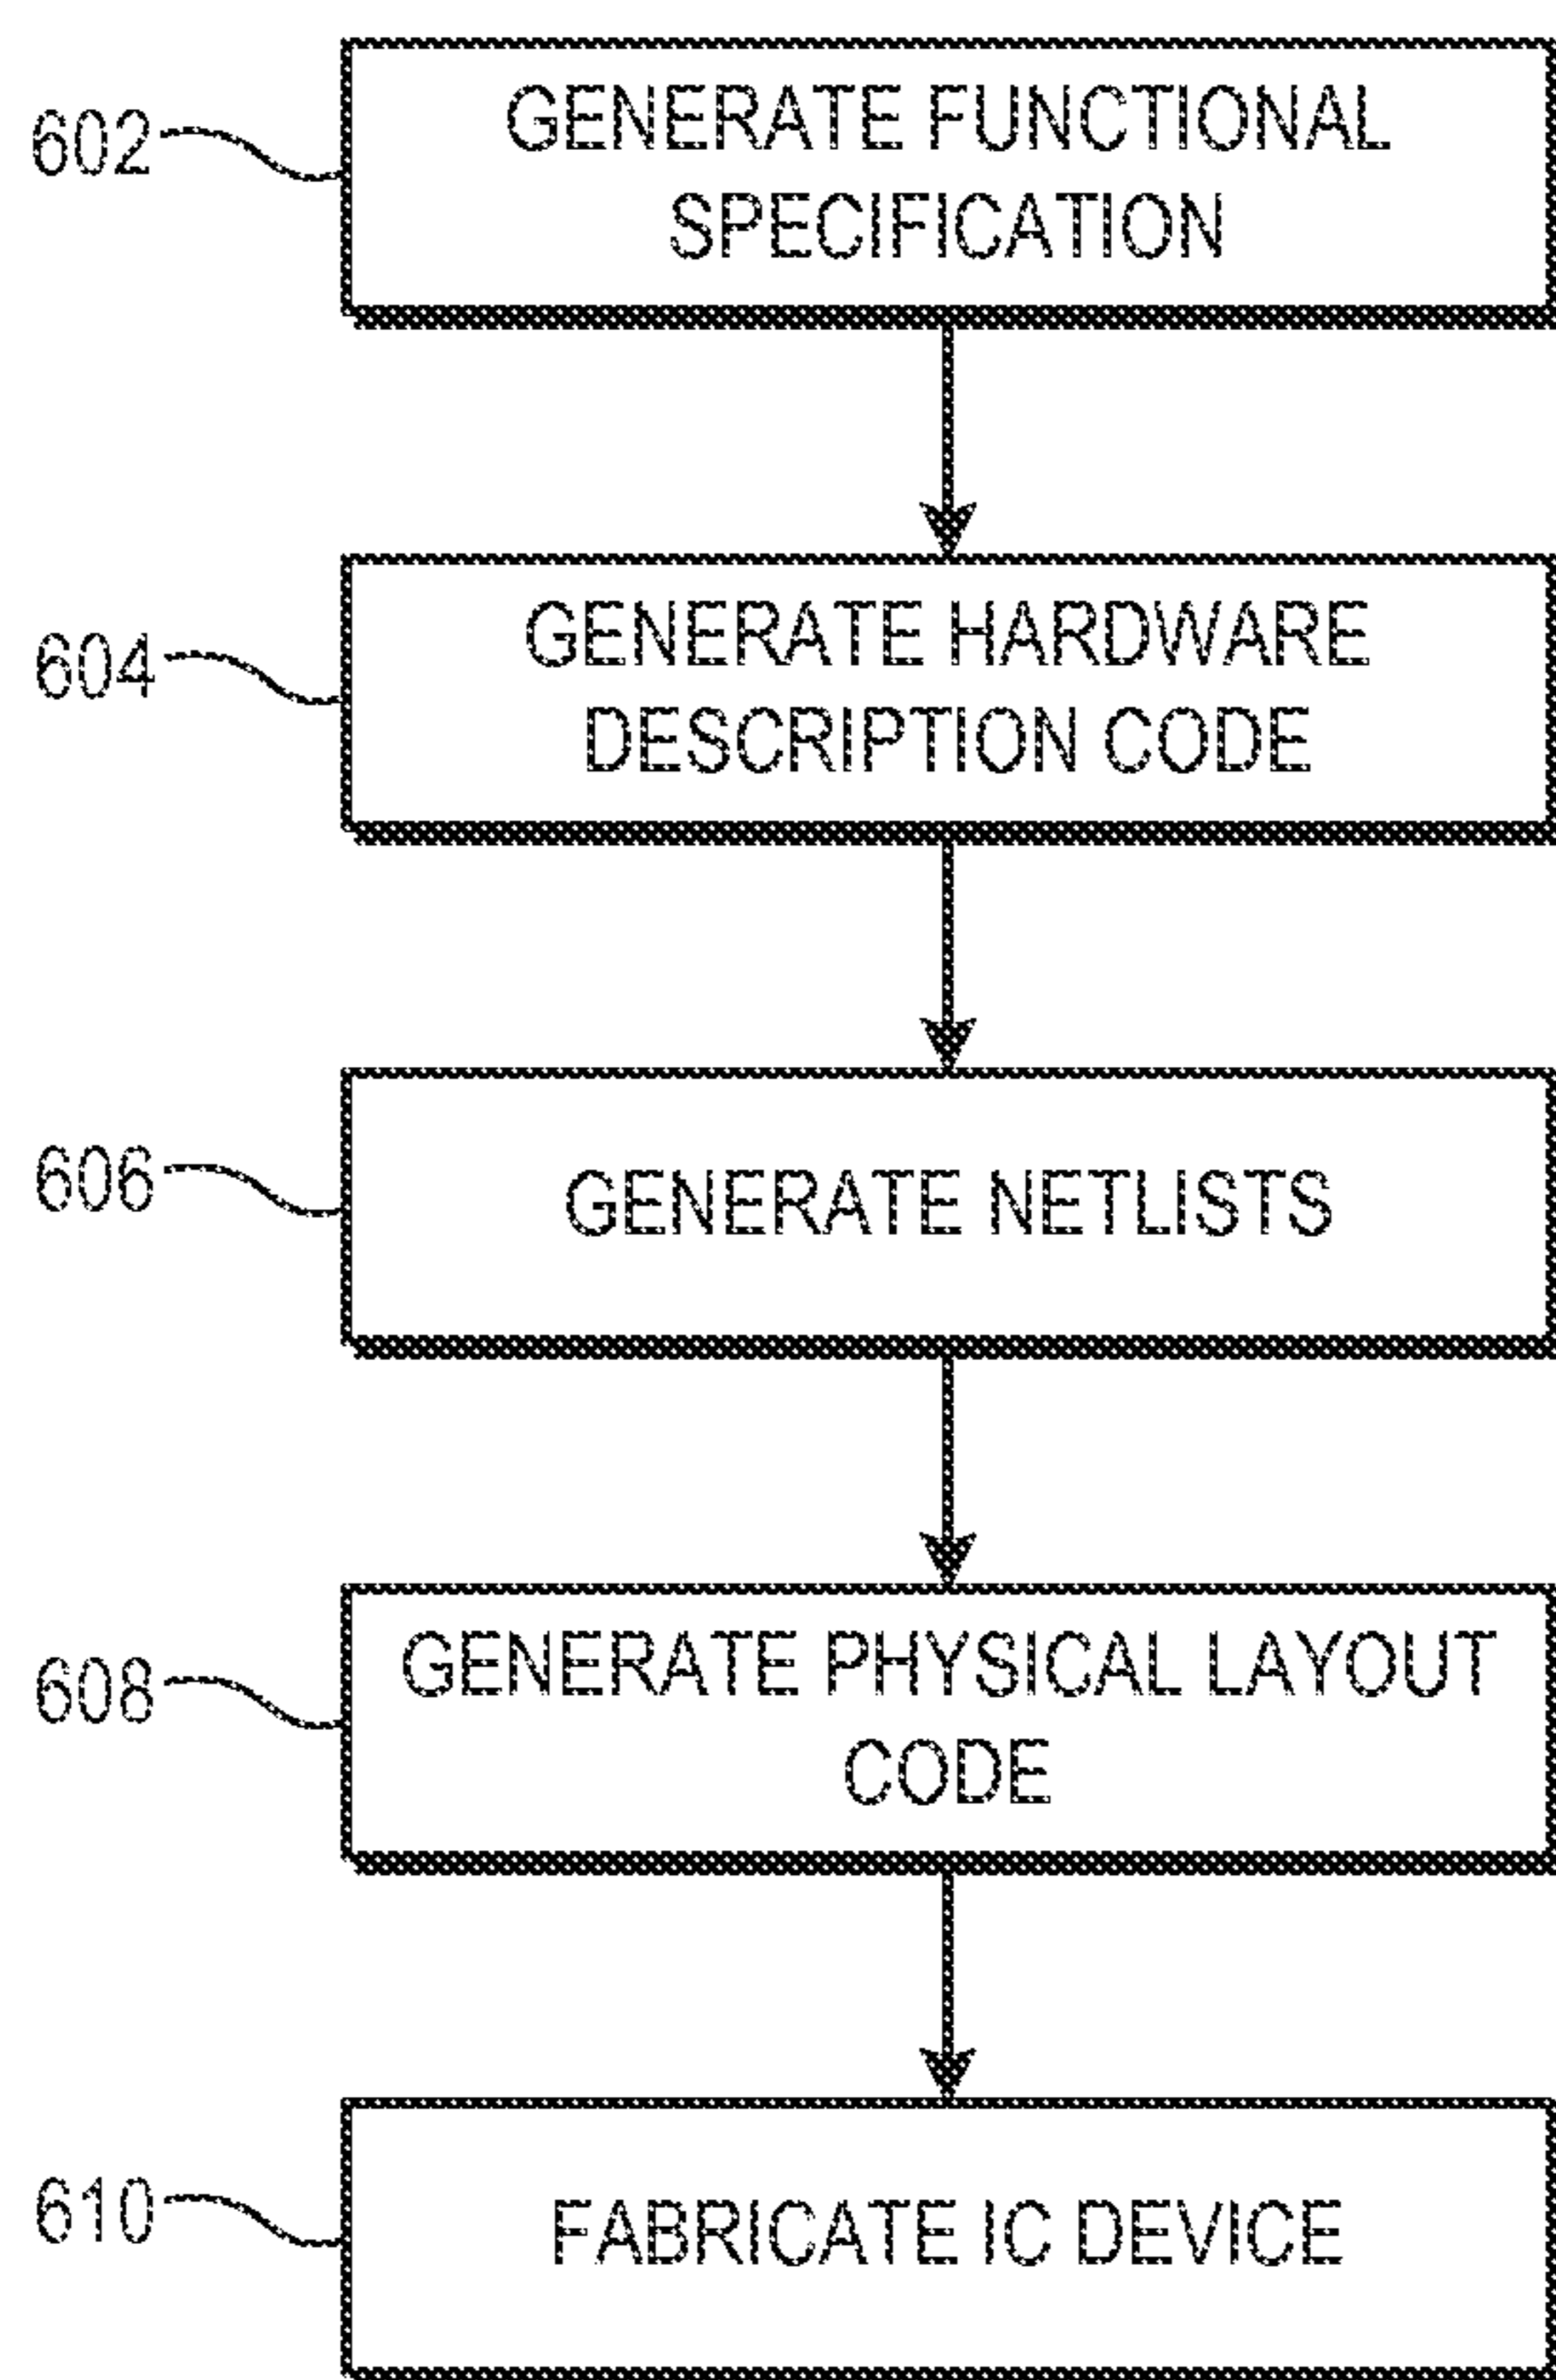 602
GENERATE FUNCTIONAL
SPECIFICATION
604
GENERATE HARDWARE
DESCRIPTION CODE
606
GENERATE NETLISTS
608
GENERATE PHYSICAL LAYOUT
CODE
610
FABRICATE IC DEVICE